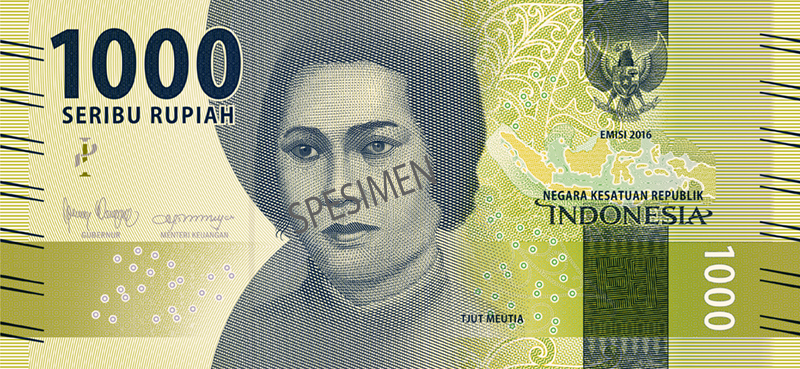 1000
SERIBU RUPIAH
EMISI 2016
SPESIMEN
NEGARA KESATUAN REPUBLIK
INDONESIA
GUBERNUR
MENTERI KEUANGAN
TJUT MEUTIA
1000